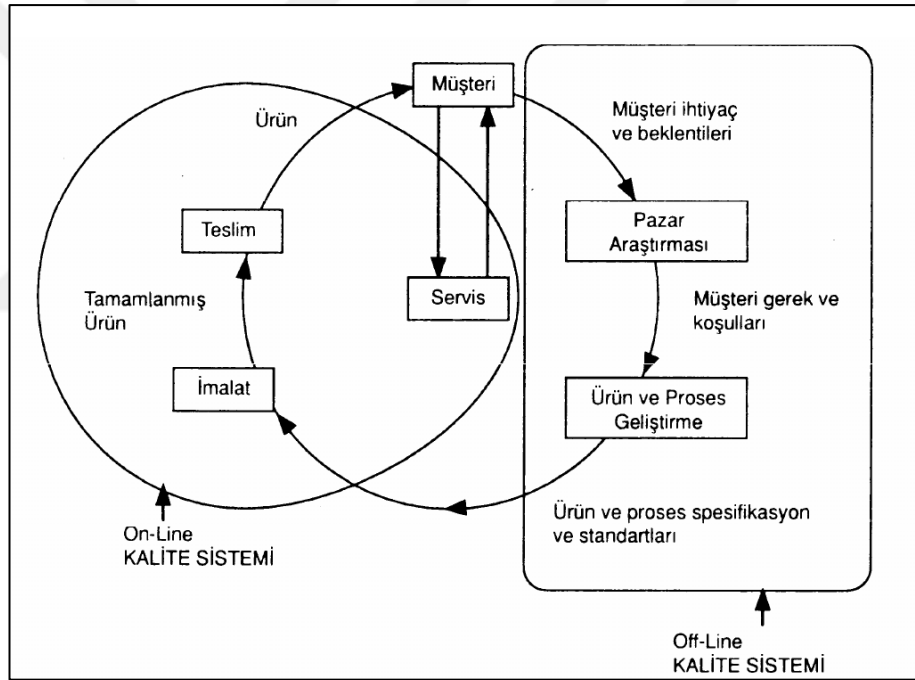 Müşteri
Ürün
Müşteri ihtiyaç
ve beklentileri
Teslim
Pazar
Araştırması
Servis
Tamamlanmış
Ürün
Müşteri gerek ve
koşulları
İmalat
Ürün ve Proses
Geliştirme
Ürün ve proses spesifikasyon
ve standartları
On-Line
KALİTE SİSTEMİ
Off-Line
KALİTE SİSTEMİ